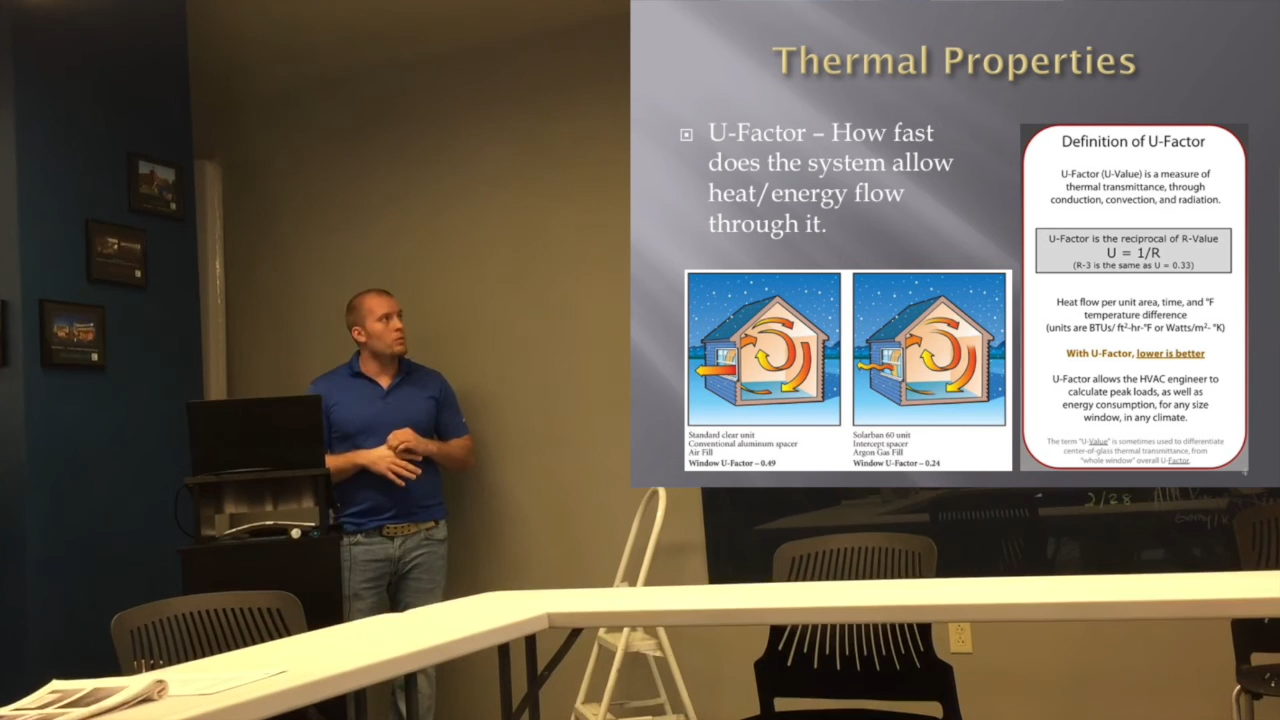 Thermal Properties
U-Factor – How fast
does the system allow
heat/energy flow
through it.
Standard clear unit
Conventional aluminum spacer
Air Fill
Window U-Factor – 0.49
Solarban 60 unit
Intercept spacer
Argon Gas Fill
Window U-Factor – 0.24
Definition of U-Factor
U-Factor (U-Value) is a measure of
thermal transmittance, through
conduction, convection, and radiation.
U-Factor is the reciprocal of R-Value
U = 1/R
(R-3 is the same as U = 0.33)
Heat flow per unit area, time, and °F
temperature difference
(units are BTUs/ ft²-hr-°F or Watts/m²- °K)
With U-Factor, lower is better
U-Factor allows the HVAC engineer to
calculate peak loads, as well as
energy consumption, for any size
window, in any climate.
The term "U-Value" is sometimes used to differentiate
center-of-glass thermal transmittance, from
"whole window" overall U-Factor.
2/28